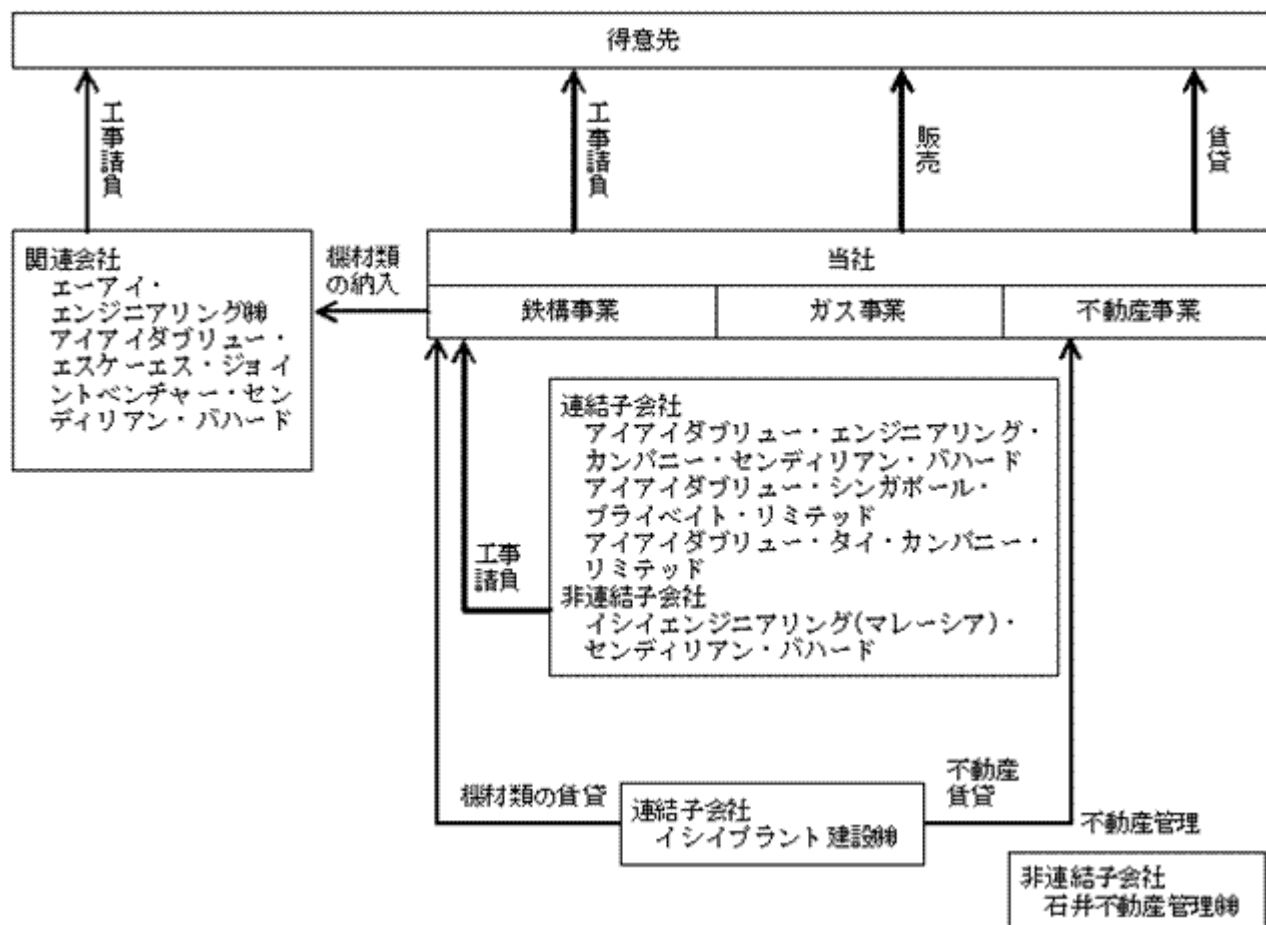 得意先
工事請負
工事請負
販売
賃貸
関連会社
エーアイ・
エンジニアリング㈱
アイアイダブリュー・
エスケーエス・ジョイ
ントベンチャー・セン
ディリアン・バハード
機材類
の納入
当社
鉄構事業
ガス事業
不動産事業
連結子会社
アイアイダブリュー・エンジニアリング・
カンパニー・センディリアン・バハード
アイアイダブリュー・シンガポール・
プライベイト・リミテッド
アイアイダブリュー・タイ・カンパニー・
リミテッド
非連結子会社
イシイエンジニアリング(マレーシア)・
センディリアン・バハード
工事
請負
機材類の賃貸
連結子会社
イシイプラント建設㈱
不動産
賃貸
不動産管理
非連結子会社
石井不動産管理㈱